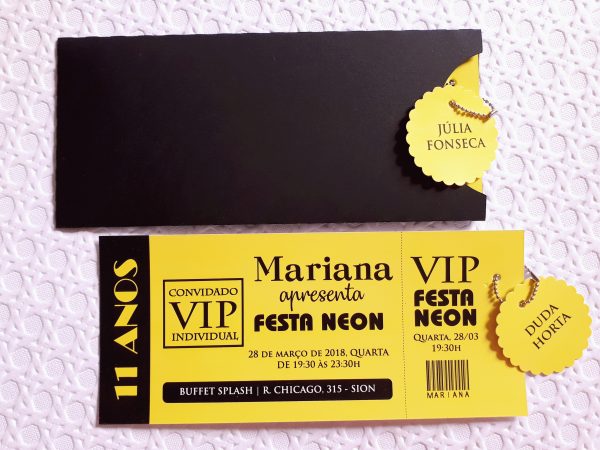 JÚLIA
FONSECA
11 ANOS
CONVIDADO
VIP
INDIVIDUAL
Mariana
apresenta
FESTA NEON
28 DE MARÇO DE 2018, QUARTA
DE 19:30 ÀS 23:30H
BUFFET SPLASH | R. CHICAGO, 315 - SION
VIP
FESTA
NEON
QUARTA, 28/03
19:30H
MARIANA
DUDA
HORTA